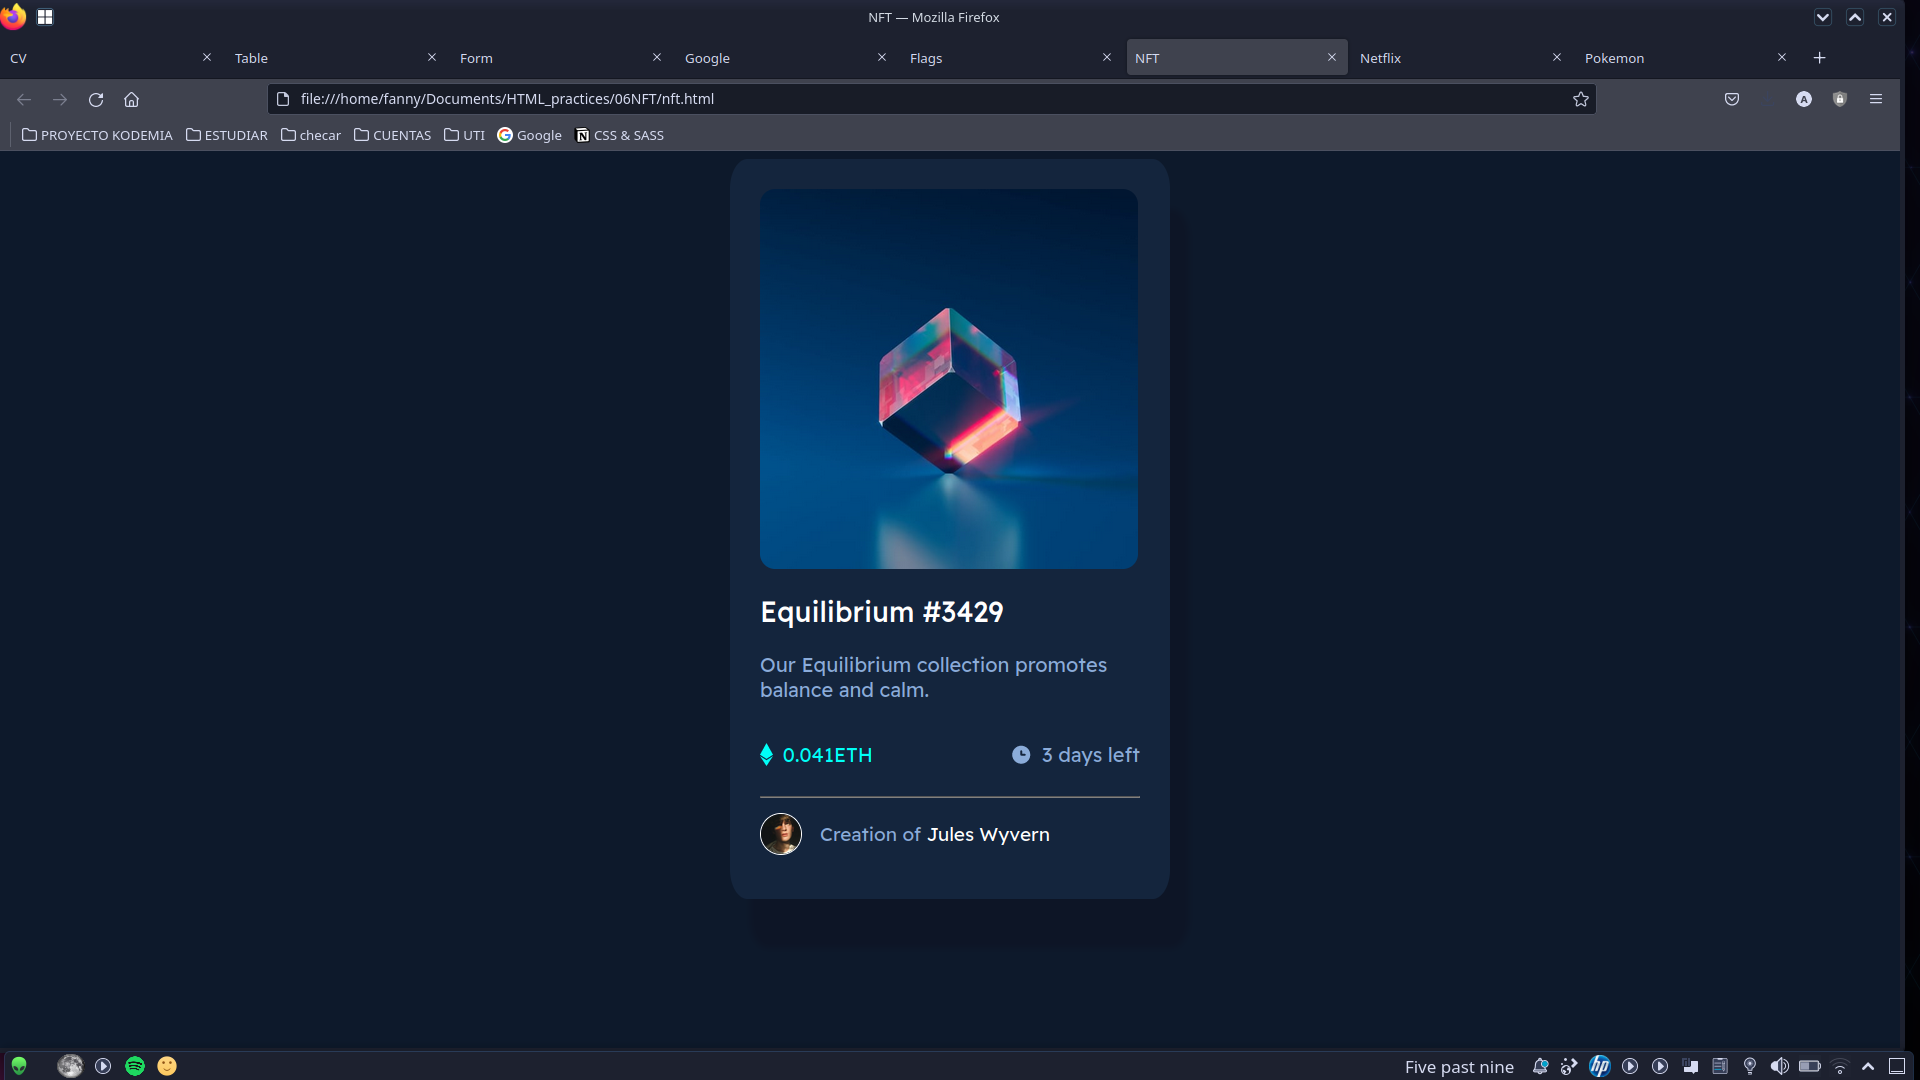 NFT — Mozilla Firefox
CV Table Form Google Flags NFT Netflix Pokemon
file:///home/fanny/Documents/HTML_practices/06NFT/nft.html
A
PROYECTO KODEMIA ESTUDIAR checar CUENTAS UTI Google N CSS & SASS
Equilibrium #3429
Our Equilibrium collection promotes
balance and calm.
0.041ETH 3 days left
Creation of Jules Wyvern
Five past nine hp